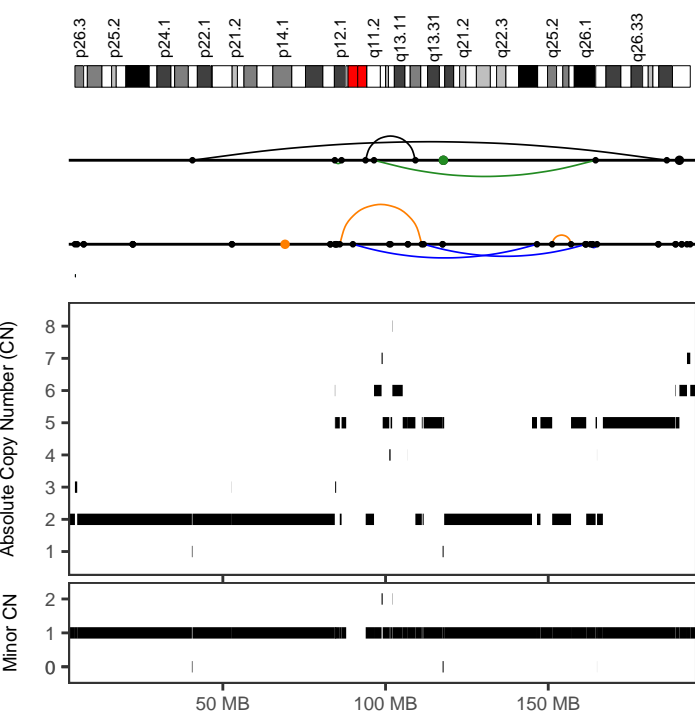 p26.3 p25.2 p24.1 p22.1 p21.2 p14.1 p12.1 q11.2 q13.11 q13.31 q21.2 q22.3 q25.2 q26.1 q26.33
Absolute Copy Number (CN)
8
7
6
5
4
3
2
1
Minor CN
2
1
0
50 MB 100 MB 150 MB